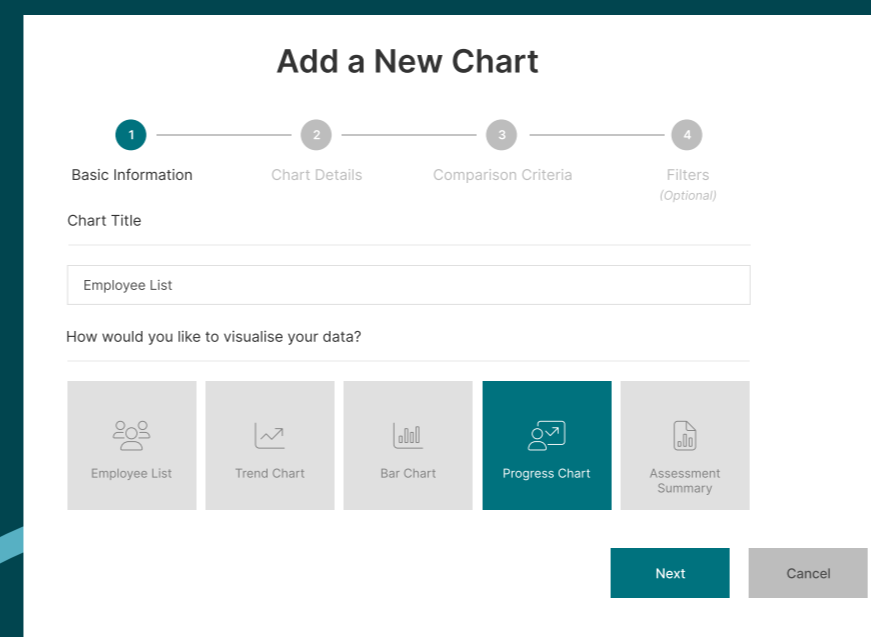 Add a New Chart
1
2
3
4
Basic Information
Chart Details
Comparison Criteria
Filters
(Optional)
Chart Title
Employee List
How would you like to visualise your data?
Employee List
Trend Chart
Bar Chart
Progress Chart
Assessment
Summary
Next
Cancel